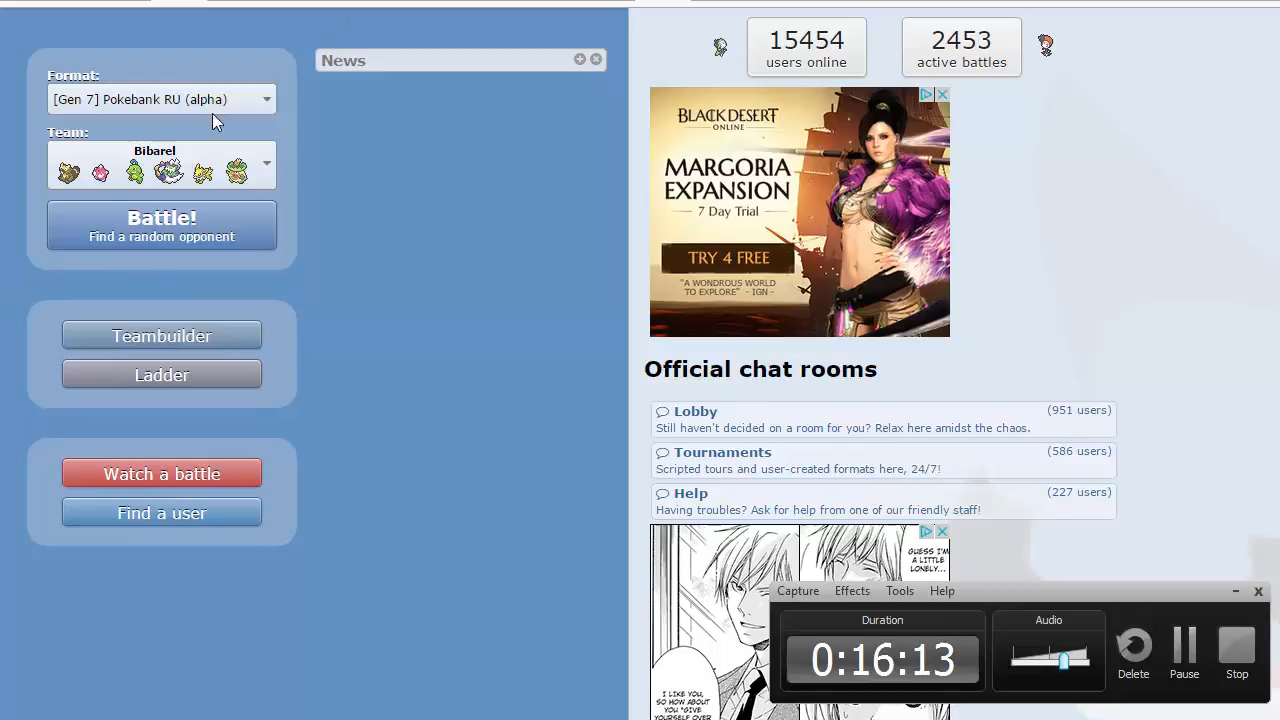 Format:
[Gen 7] Pokebank RU (alpha)
Team:
Bibarel
Battle!
Find a random opponent
Teambuilder
Ladder
Watch a battle
Find a user
News
15454
users online
2453
active battles
BLACK DESERT
ONLINE
MARGORIA
EXPANSION
7 Day Trial
TRY 4 FREE
"A WONDROUS WORLD
TO EXPLORE" - IGN -
Official chat rooms
Lobby (951 users)
Still haven't decided on a room for you? Relax here amidst the chaos.
Tournaments (586 users)
Scripted tours and user-created formats here, 24/7!
Help (227 users)
Having troubles? Ask for help from one of our friendly staff!
GUESS I'M
A LITTLE
LONELY...
I LIKE YOU,
SO HOW ABOUT
YOU "GIVE
YOURSELF OVER
Capture Effects Tools Help
Duration
0:16:13
Audio
Delete Pause Stop